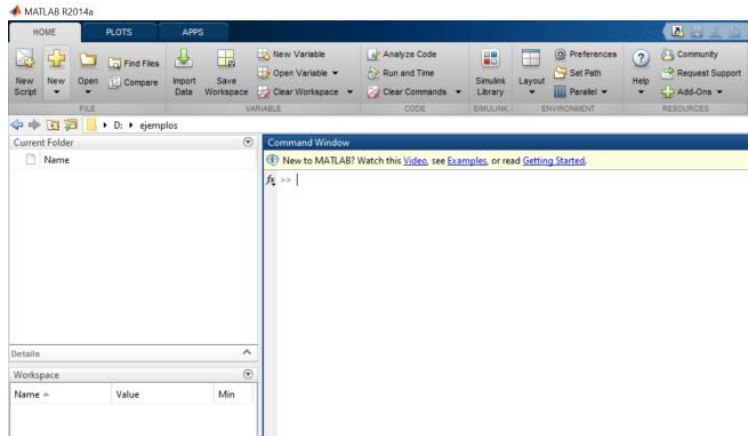 MATLAB R2014a
HOME PLOTS APPS
New Script
New
Open
Find Files
Compare
Import Data
Save Workspace
New Variable
Open Variable
Clear Workspace
Analyze Code
Run and Time
Clear Commands
Simulink Library
Layout
Preferences
Set Path
Parallel
Help
Community
Request Support
Add-Ons
FILE VARIABLE CODE SIMULINK ENVIRONMENT RESOURCES
D: ejemplos
Current Folder
Name
Command Window
New to MATLAB? Watch this Video, see Examples, or read Getting Started.
fx >>
Details
Workspace
Name Value Min